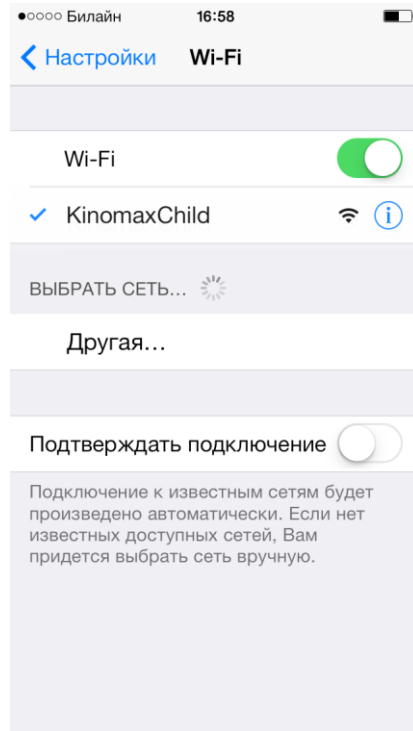 Билайн 16:58
Настройки Wi-Fi
Wi-Fi
KinomaxChild
ВЫБРАТЬ СЕТЬ...
Другая...
Подтверждать подключение
Подключение к известным сетям будет
произведено автоматически. Если нет
известных доступных сетей, Вам
придется выбрать сеть вручную.